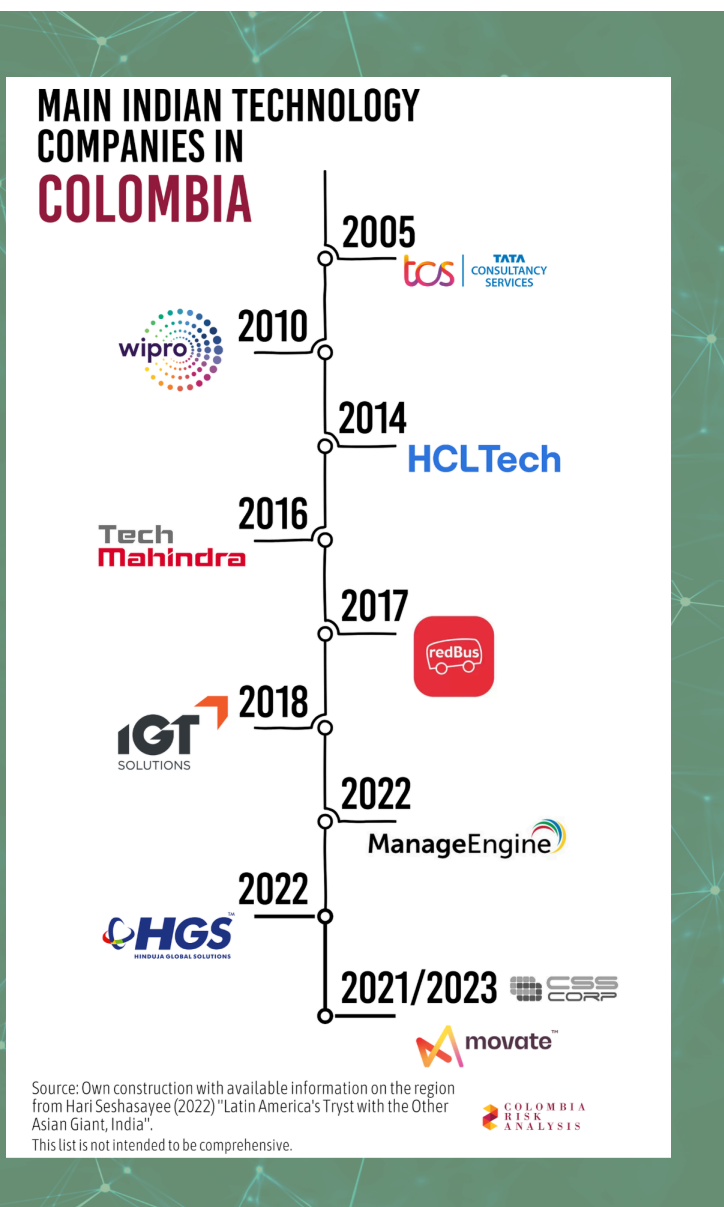 MAIN INDIAN TECHNOLOGY
COMPANIES IN
COLOMBIA
2005
tcs
TATA
CONSULTANCY
SERVICES
2010
wipro
2014
HCLTech
2016
Tech
Mahindra
2017
redBus
2018
IGT
SOLUTIONS
2022
ManageEngine
2022
HGS™
HINDUJA GLOBAL SOLUTIONS
2021/2023
CSS
CORP
movate™
Source: Own construction with available information on the region
from Hari Seshasayee (2022) "Latin America's Tryst with the Other
Asian Giant, India".
This list is not intended to be comprehensive.
COLOMBIA
RISK
ANALYSIS